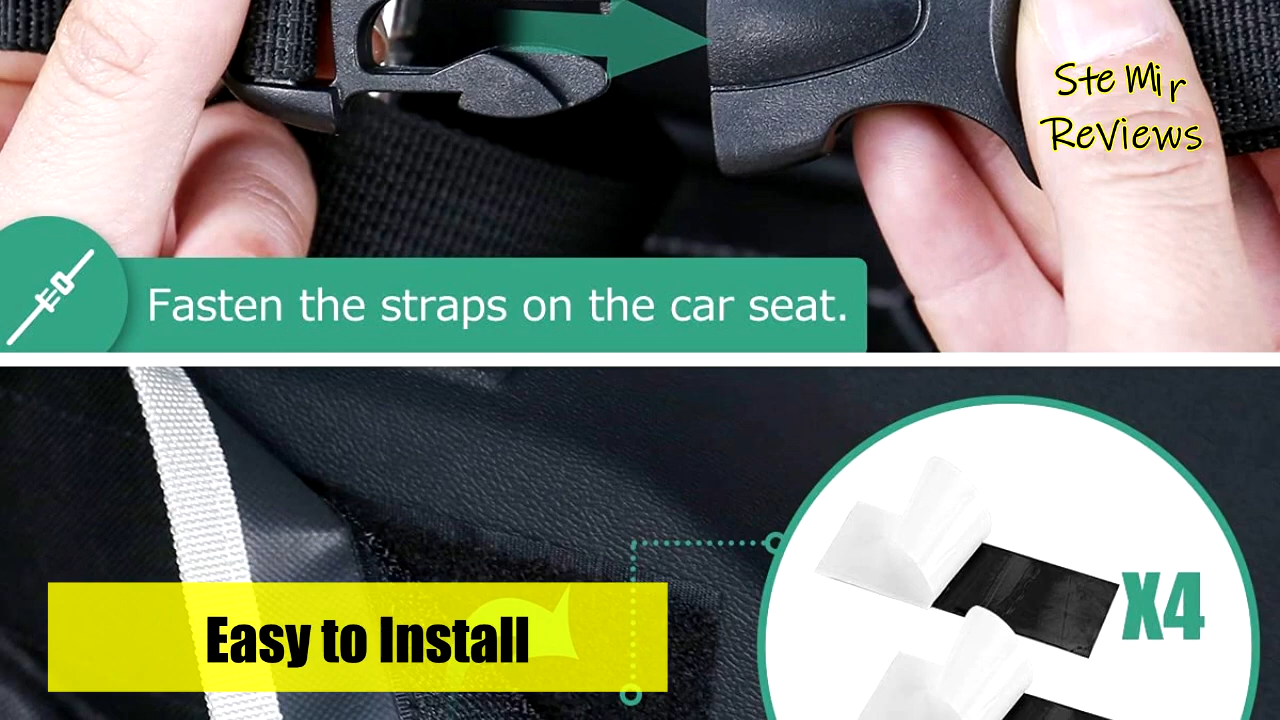 Ste Mir
Reviews
Fasten the straps on the car seat.
X4
Easy to Install